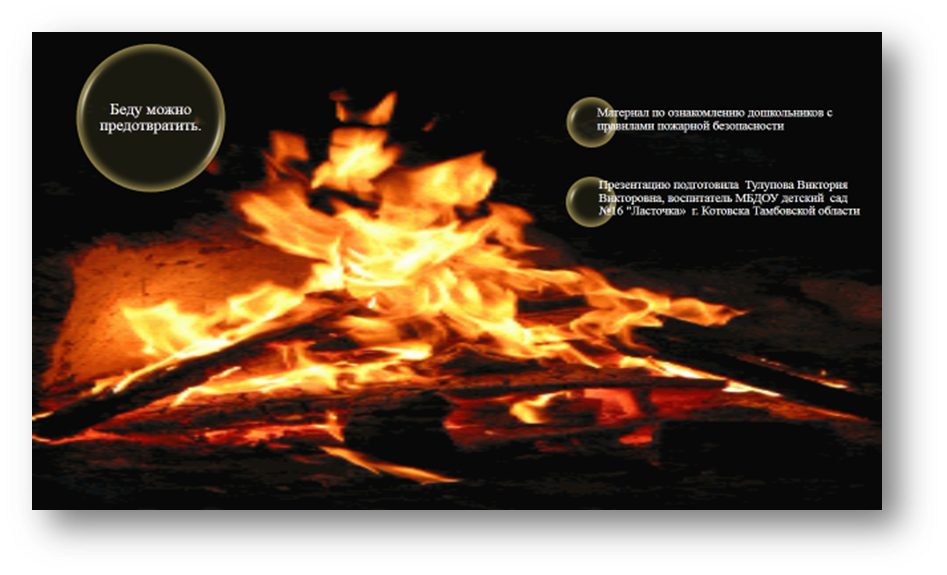 Беду можно
предотвратить.
Материал по ознакомлению дошкольников с
правилами пожарной безопасности
Презентацию подготовила  Тулупова Виктория
Викторовна, воспитатель МБДОУ детский  сад
№16 "Ласточка»  г. Котовска Тамбовской области